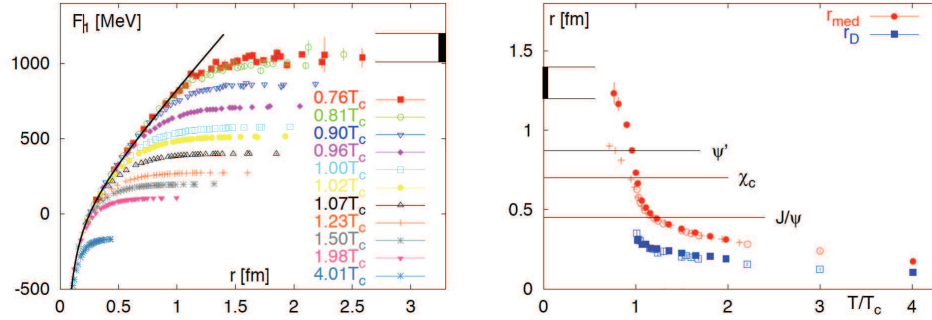 F₁ [MeV]
1000
500
0
-500
0
0.5
1
1.5
2
2.5
3
r [fm]
0.76T_c
0.81T_c
0.90T_c
0.96T_c
1.00T_c
1.02T_c
1.07T_c
1.23T_c
1.50T_c
1.98T_c
4.01T_c
r [fm]
r_med
r_D
1.5
1
0.5
0
ψ'
χ_c
J/ψ
0
1
2
3
4
T/T_c